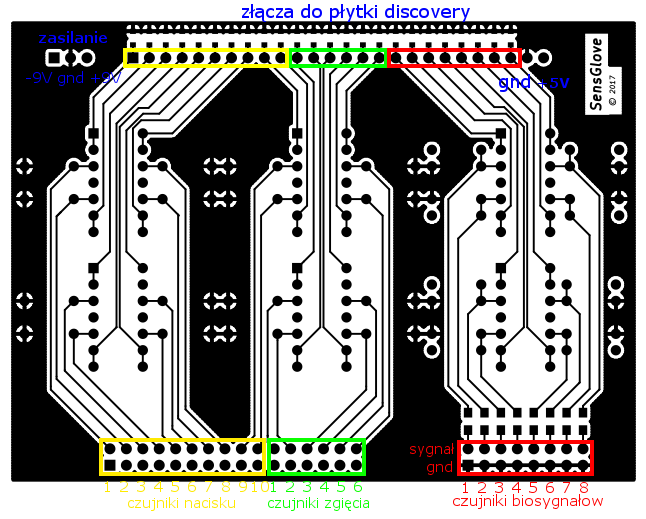 złącza do płytki discovery
zasilanie
-9V gnd +9V
gnd +5V
SensGlove
© 2017
sygnał
gnd
1 2 3 4 5 6 7 8 9 10
1 2 3 4 5 6
1 2 3 4 5 6 7 8
czujniki nacisku
czujniki zgięcia
czujniki biosygnałow